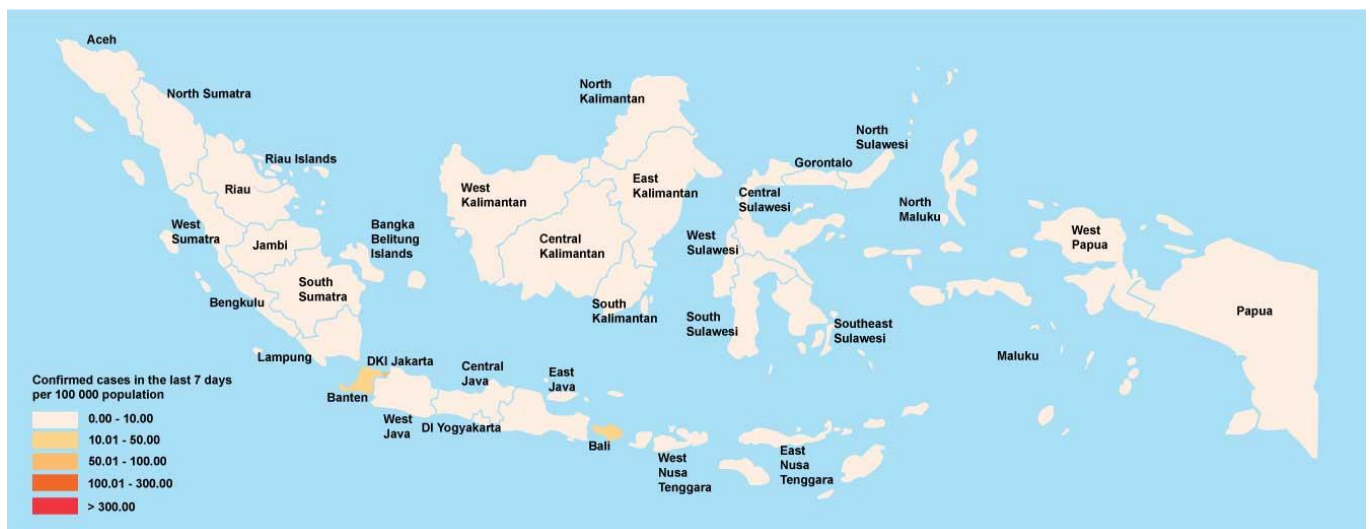 Aceh
North Sumatra
Riau Islands
Riau
West
Sumatra
Jambi
Bangka
Belitung
Islands
South
Sumatra
Bengkulu
Lampung
North
Kalimantan
West
Kalimantan
East
Kalimantan
Central
Kalimantan
South
Kalimantan
North
Sulawesi
Gorontalo
Central
Sulawesi
West
Sulawesi
South
Sulawesi
Southeast
Sulawesi
North
Maluku
Maluku
West
Papua
Papua
DKI Jakarta
Banten
West
Java
Central
Java
DI Yogyakarta
East
Java
Bali
West
Nusa
Tenggara
East
Nusa
Tenggara
Confirmed cases in the last 7 days
per 100 000 population
0.00 - 10.00
10.01 - 50.00
50.01 - 100.00
100.01 - 300.00
> 300.00